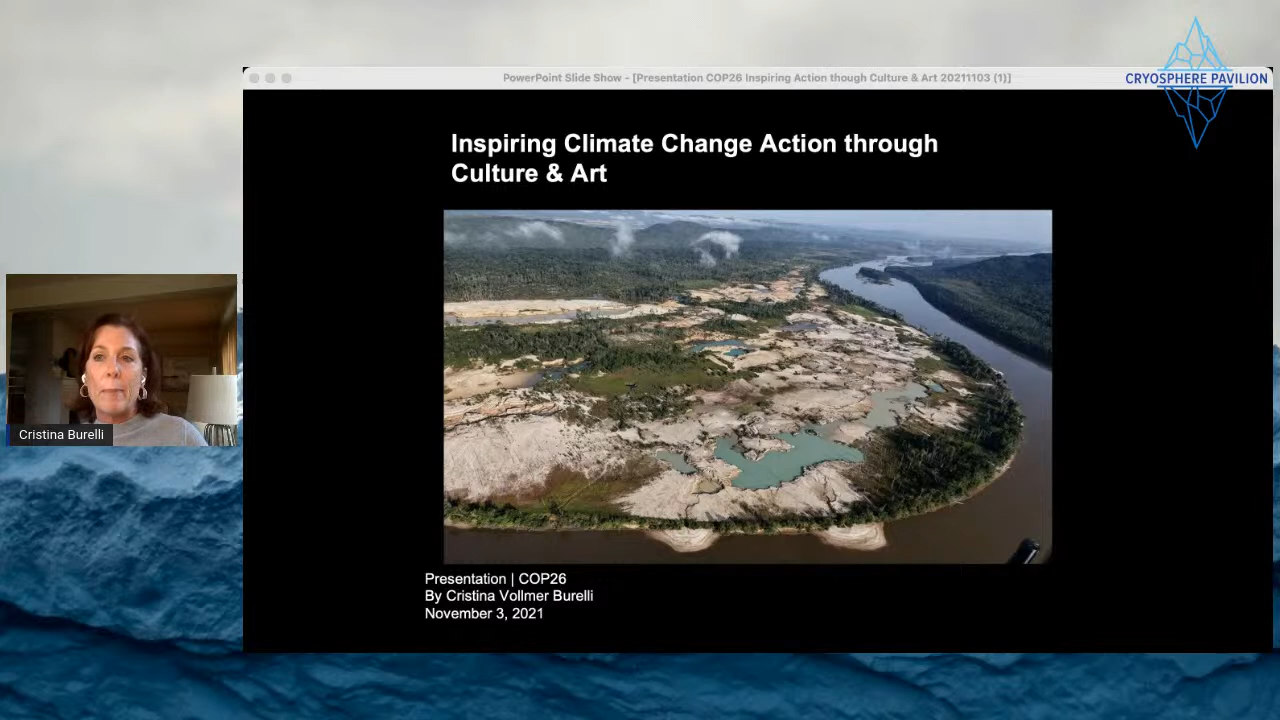 PowerPoint Slide Show - [Presentation COP26 Inspiring Action though Culture & Art 20211103 (1)]
CRYOSPHERE PAVILION
Inspiring Climate Change Action through
Culture & Art
Cristina Burelli
Presentation | COP26
By Cristina Vollmer Burelli
November 3, 2021